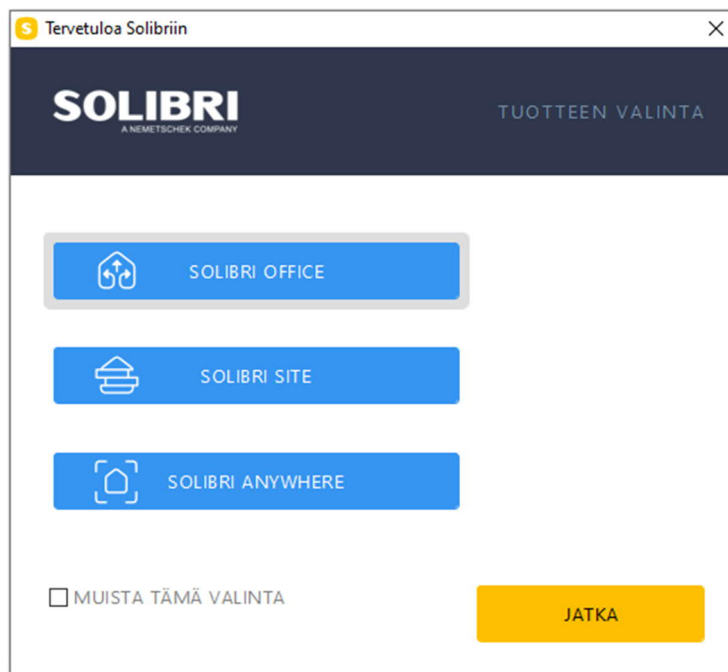 Tervetuloa Solibriin
SOLIBRI
A NEMETSCHEK COMPANY
TUOTTEEN VALINTA
SOLIBRI OFFICE
SOLIBRI SITE
SOLIBRI ANYWHERE
MUISTA TÄMÄ VALINTA
JATKA